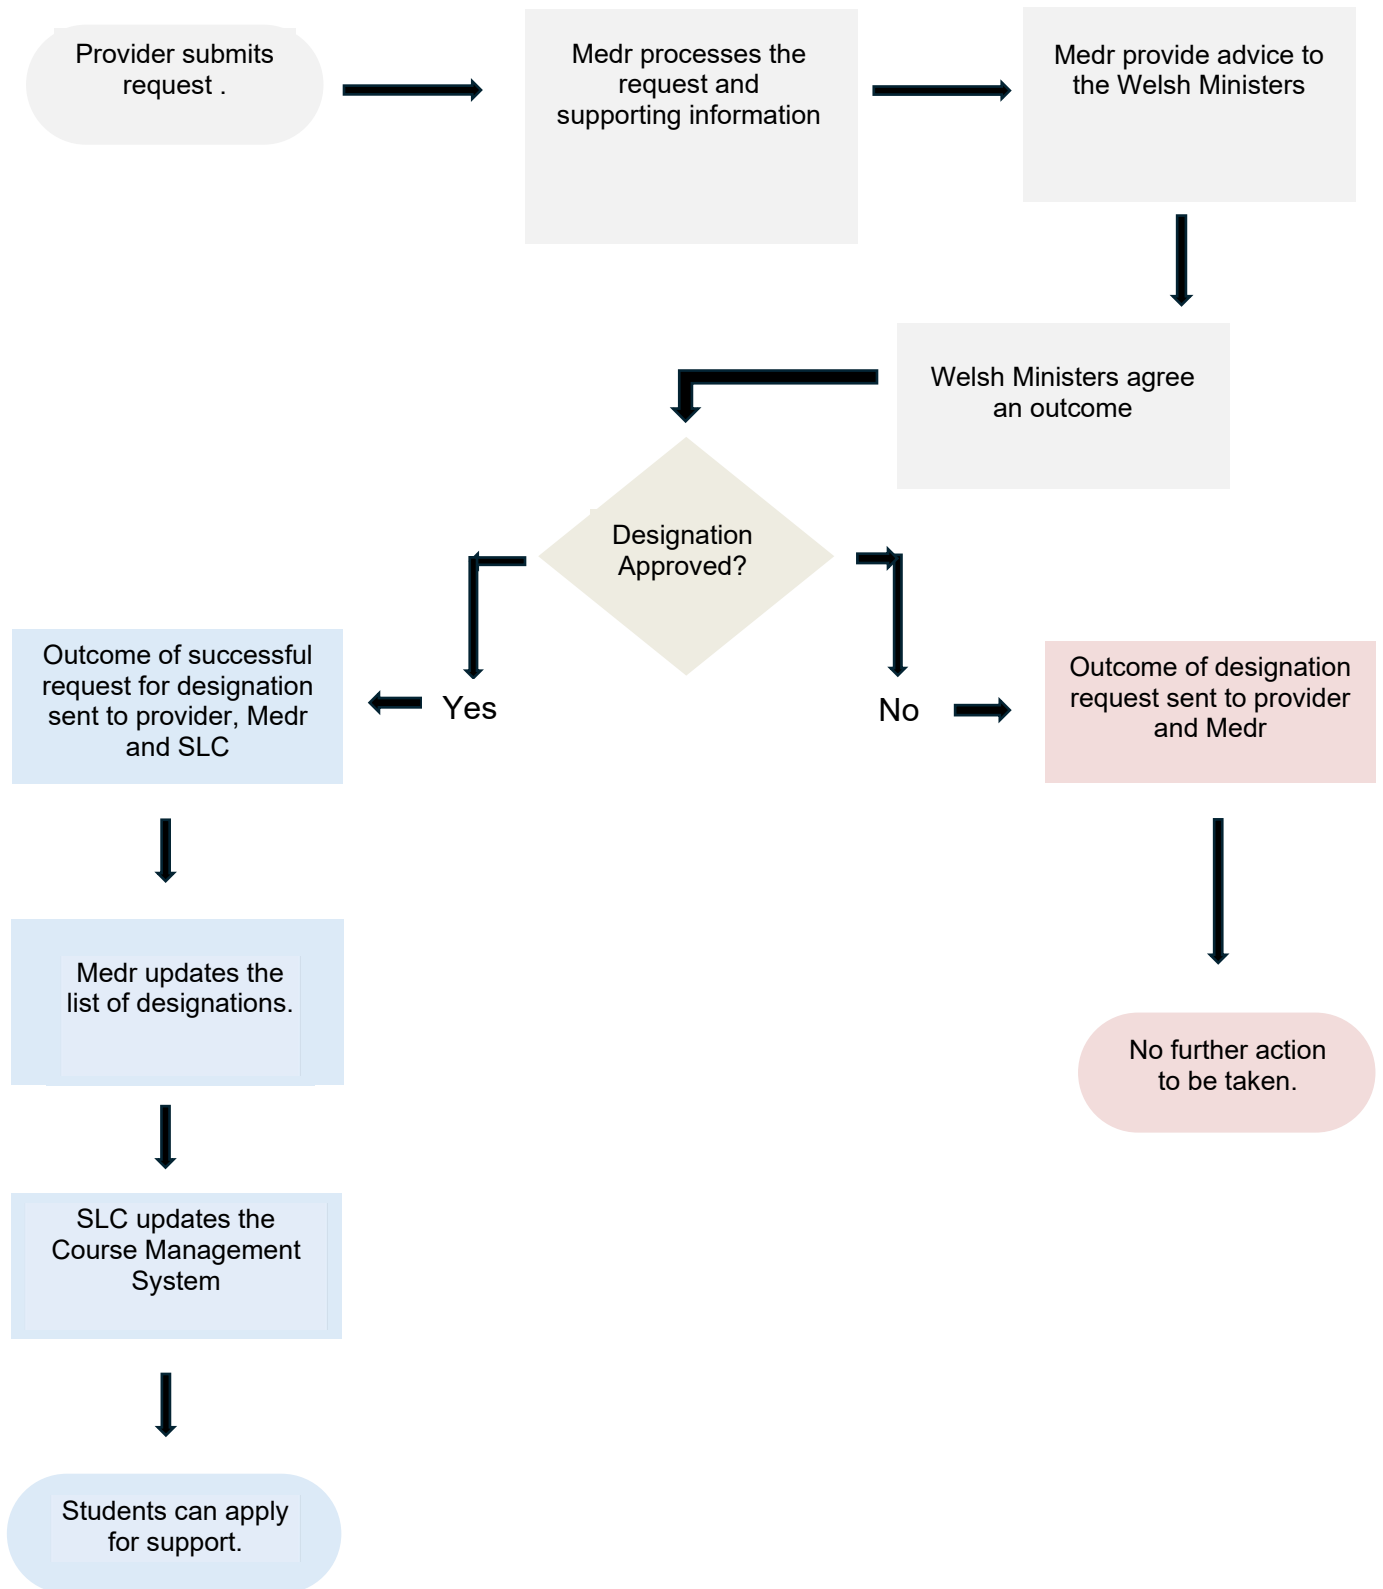 Provider submits
request .
Medr processes the
request and
supporting information
Medr provide advice to
the Welsh Ministers
Welsh Ministers agree
an outcome
Designation
Approved?
Yes
No
Outcome of successful
request for designation
sent to provider, Medr
and SLC
Outcome of designation
request sent to provider
and Medr
Medr updates the
list of designations.
No further action
to be taken.
SLC updates the
Course Management
System
Students can apply
for support.